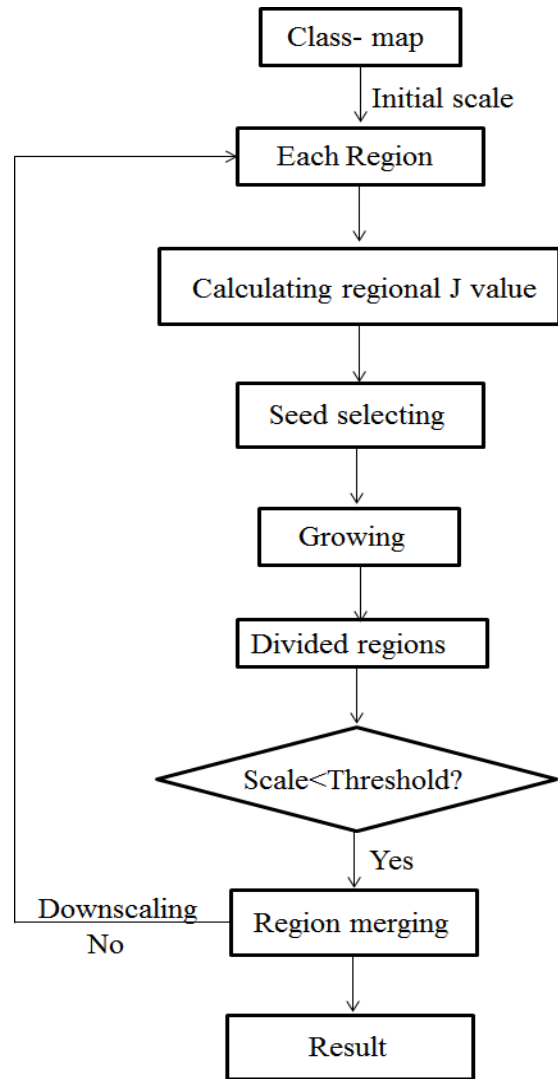 Class- map
Initial scale
Each Region
Calculating regional J value
Seed selecting
Growing
Divided regions
Scale<Threshold?
Yes
Downscaling
No
Region merging
Result